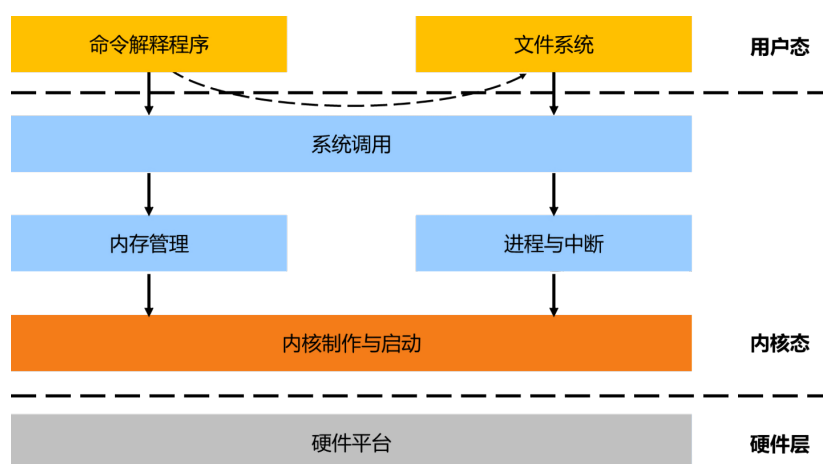 命令解释程序
文件系统
用户态
系统调用
内存管理
进程与中断
内核制作与启动
内核态
硬件平台
硬件层